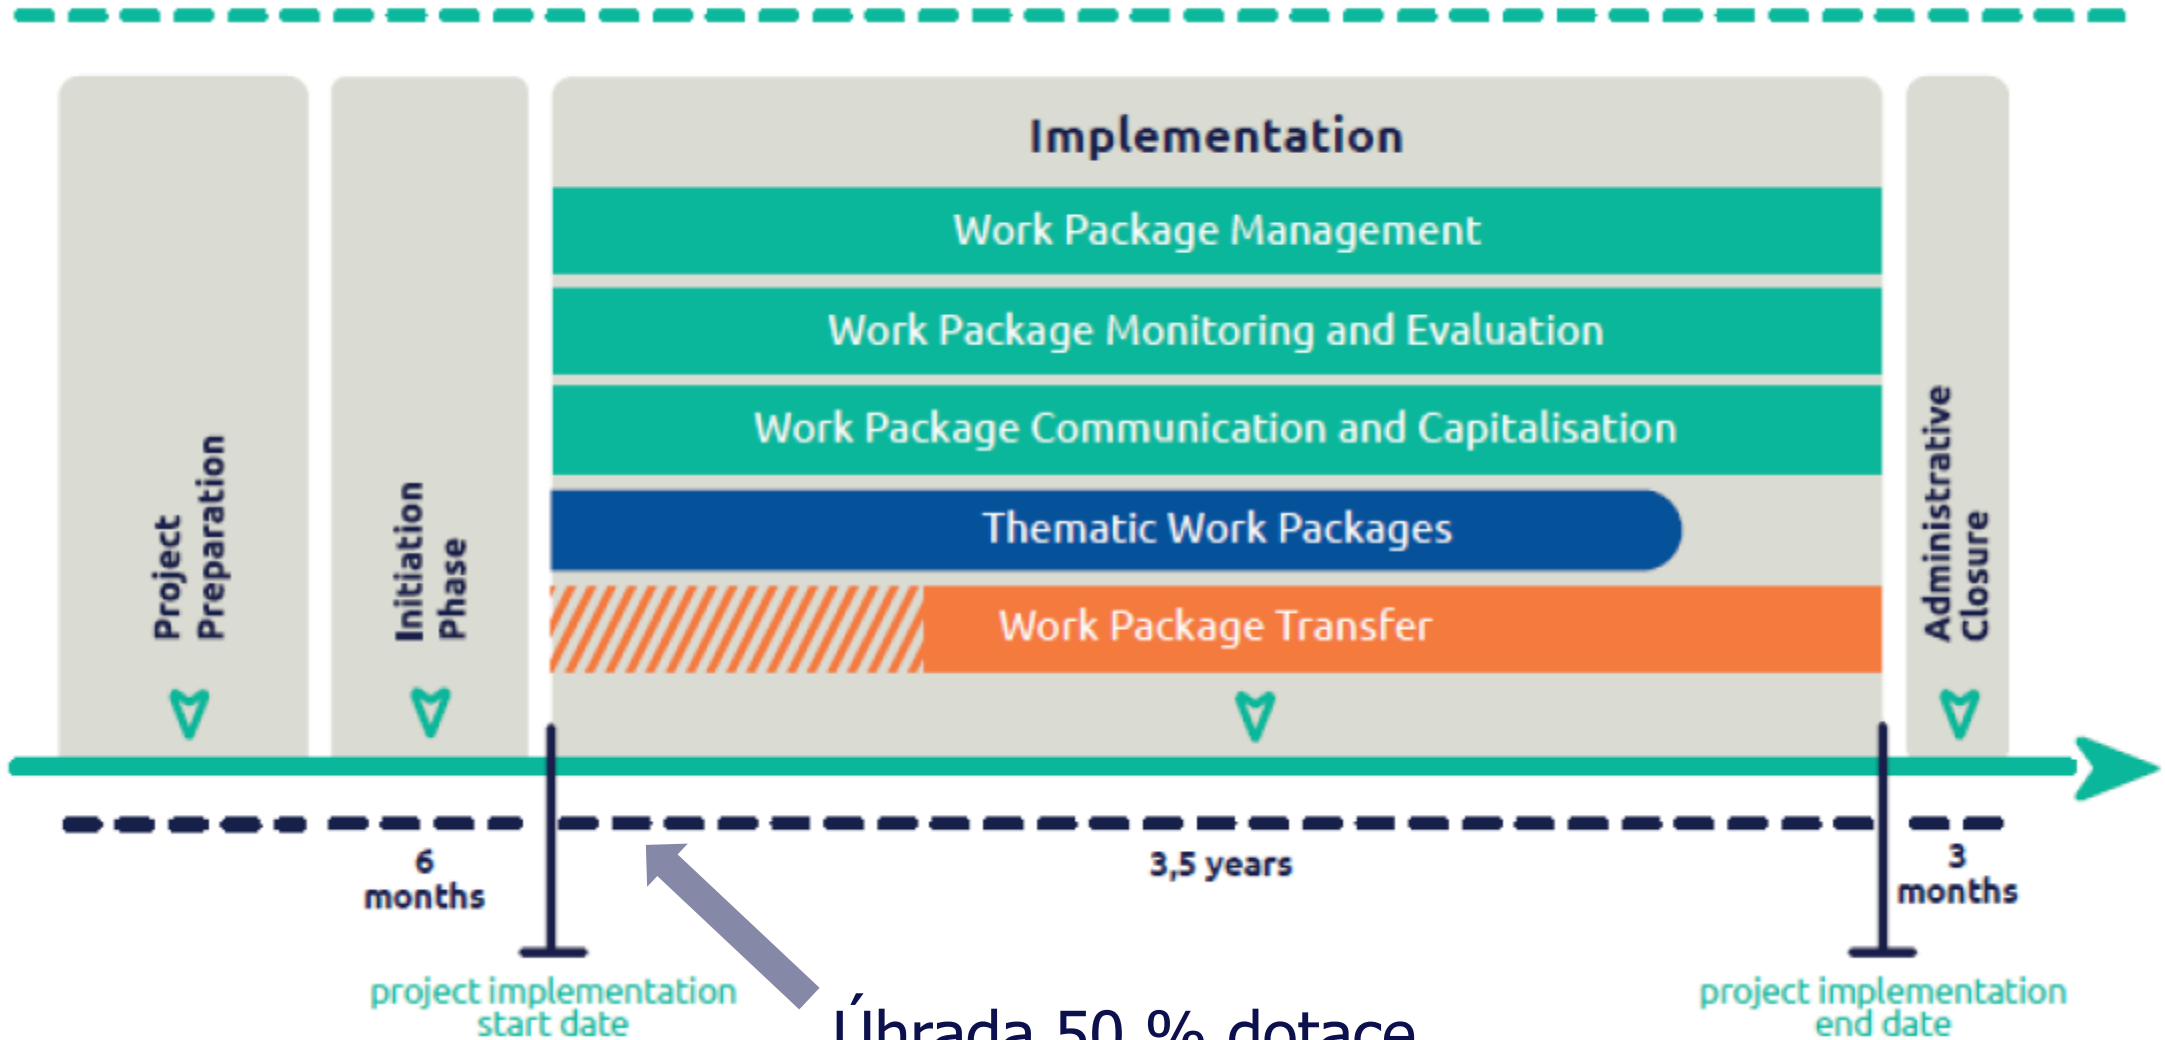 Implementation
Work Package Management
Work Package Monitoring and Evaluation
Work Package Communication and Capitalisation
Thematic Work Packages
Work Package Transfer
Project
Preparation
Initiation
Phase
Administrative
Closure
6
months
3,5 years
3
months
project implementation
start date
project implementation
end date
Úhrada 50 % dotace